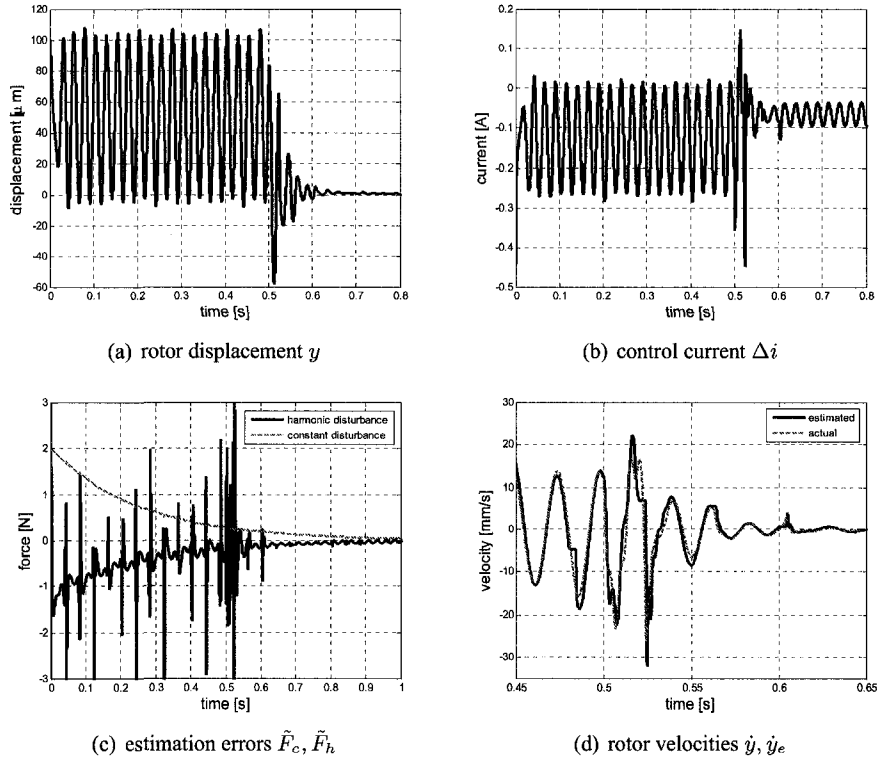 120
100
80
60
40
20
0
-20
-40
-60
displacement [μ m]
0 0.1 0.2 0.3 0.4 0.5 0.6 0.7 0.8
time [s]
(a) rotor displacement y
0.2
0.1
0
-0.1
-0.2
-0.3
-0.4
-0.5
current [A]
0 0.1 0.2 0.3 0.4 0.5 0.6 0.7 0.8
time [s]
(b) control current Δi
3
2
1
0
-1
-2
-3
force [N]
harmonic disturbance
constant disturbance
0 0.1 0.2 0.3 0.4 0.5 0.6 0.7 0.8 0.9 1
time [s]
(c) estimation errors F̃c, F̃h
30
20
10
0
-10
-20
-30
velocity [mm/s]
estimated
actual
0.45 0.5 0.55 0.6 0.65
time [s]
(d) rotor velocities ẏ, ẏe